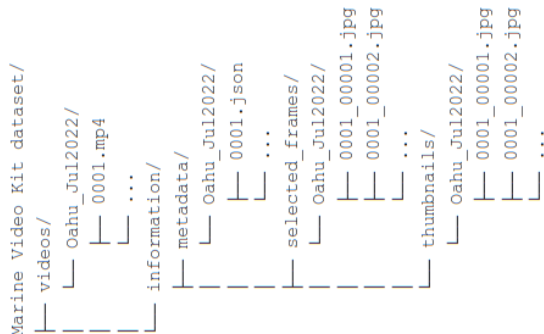 Marine Video Kit dataset/
├── videos/
│   └── Oahu_Jul2022/
│       ├── 0001.mp4
│       └── ...
└── information/
    ├── metadata/
    │   └── Oahu_Jul2022/
    │       ├── 0001.json
    │       └── ...
    ├── selected_frames/
    │   └── Oahu_Jul2022/
    │       ├── 0001_00001.jpg
    │       ├── 0001_00002.jpg
    │       └── ...
    └── thumbnails/
        └── Oahu_Jul2022/
            ├── 0001_00001.jpg
            ├── 0001_00002.jpg
            └── ...